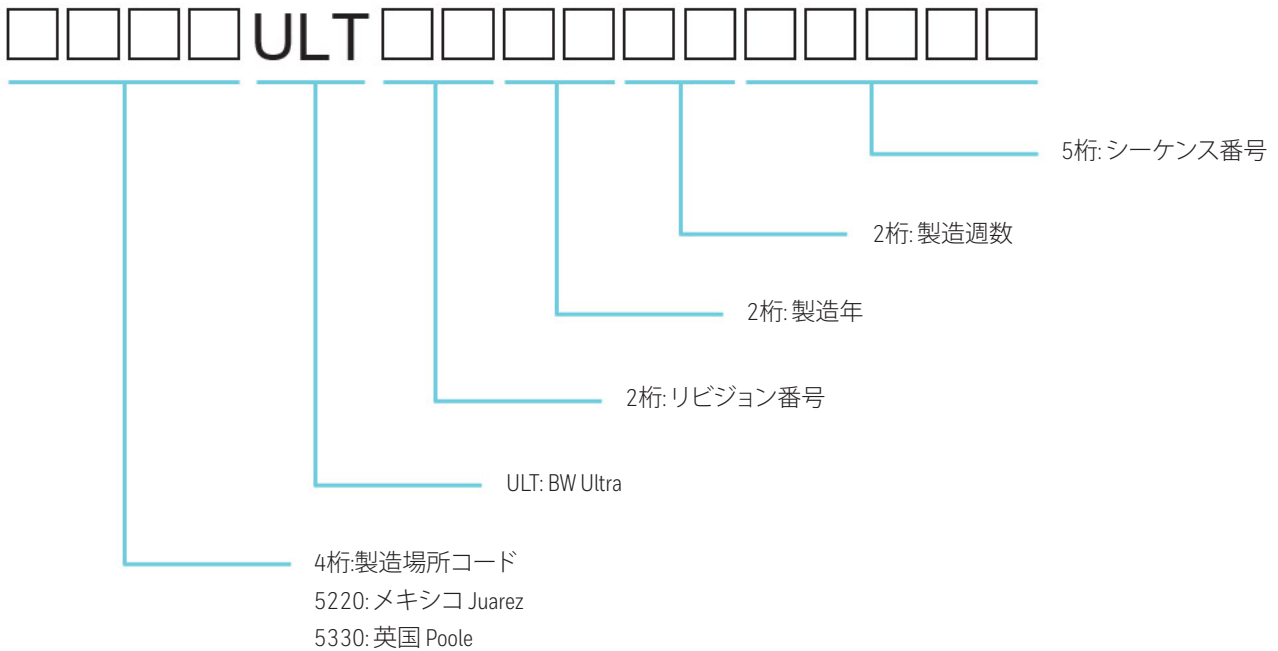 □□□□ULT□□□□□□□□□□□
5桁: シーケンス番号
2桁: 製造週数
2桁: 製造年
2桁: リビジョン番号
ULT: BW Ultra
4桁:製造場所コード
5220: メキシコ Juarez
5330: 英国 Poole